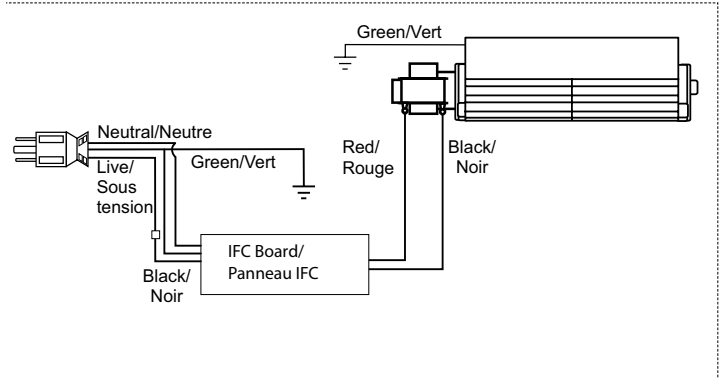 Green/Vert
Neutral/Neutre
Green/Vert
Live/
Sous
tension
Red/
Rouge
Black/
Noir
IFC Board/
Panneau IFC
Black/
Noir